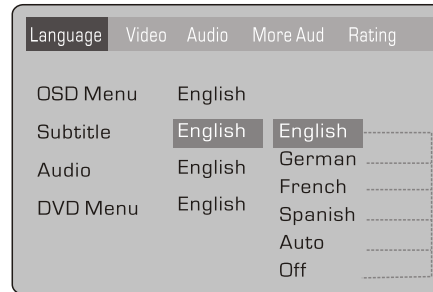 Language Video Audio More Aud Rating
OSD Menu English
Subtitle English English
German
Audio English
French
DVD Menu English
Spanish
Auto
Off